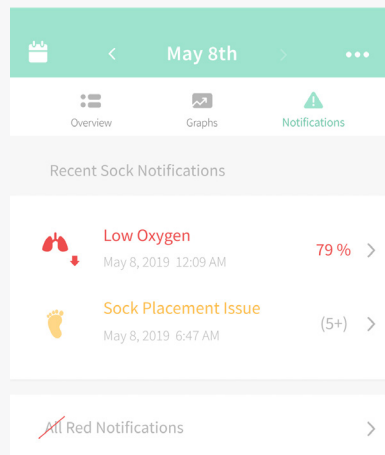 May 8th
Overview
Graphs
Notifications
Recent Sock Notifications
Low Oxygen
79 %
May 8, 2019 12:09 AM
Sock Placement Issue
(5+)
May 8, 2019 6:47 AM
All Red Notifications